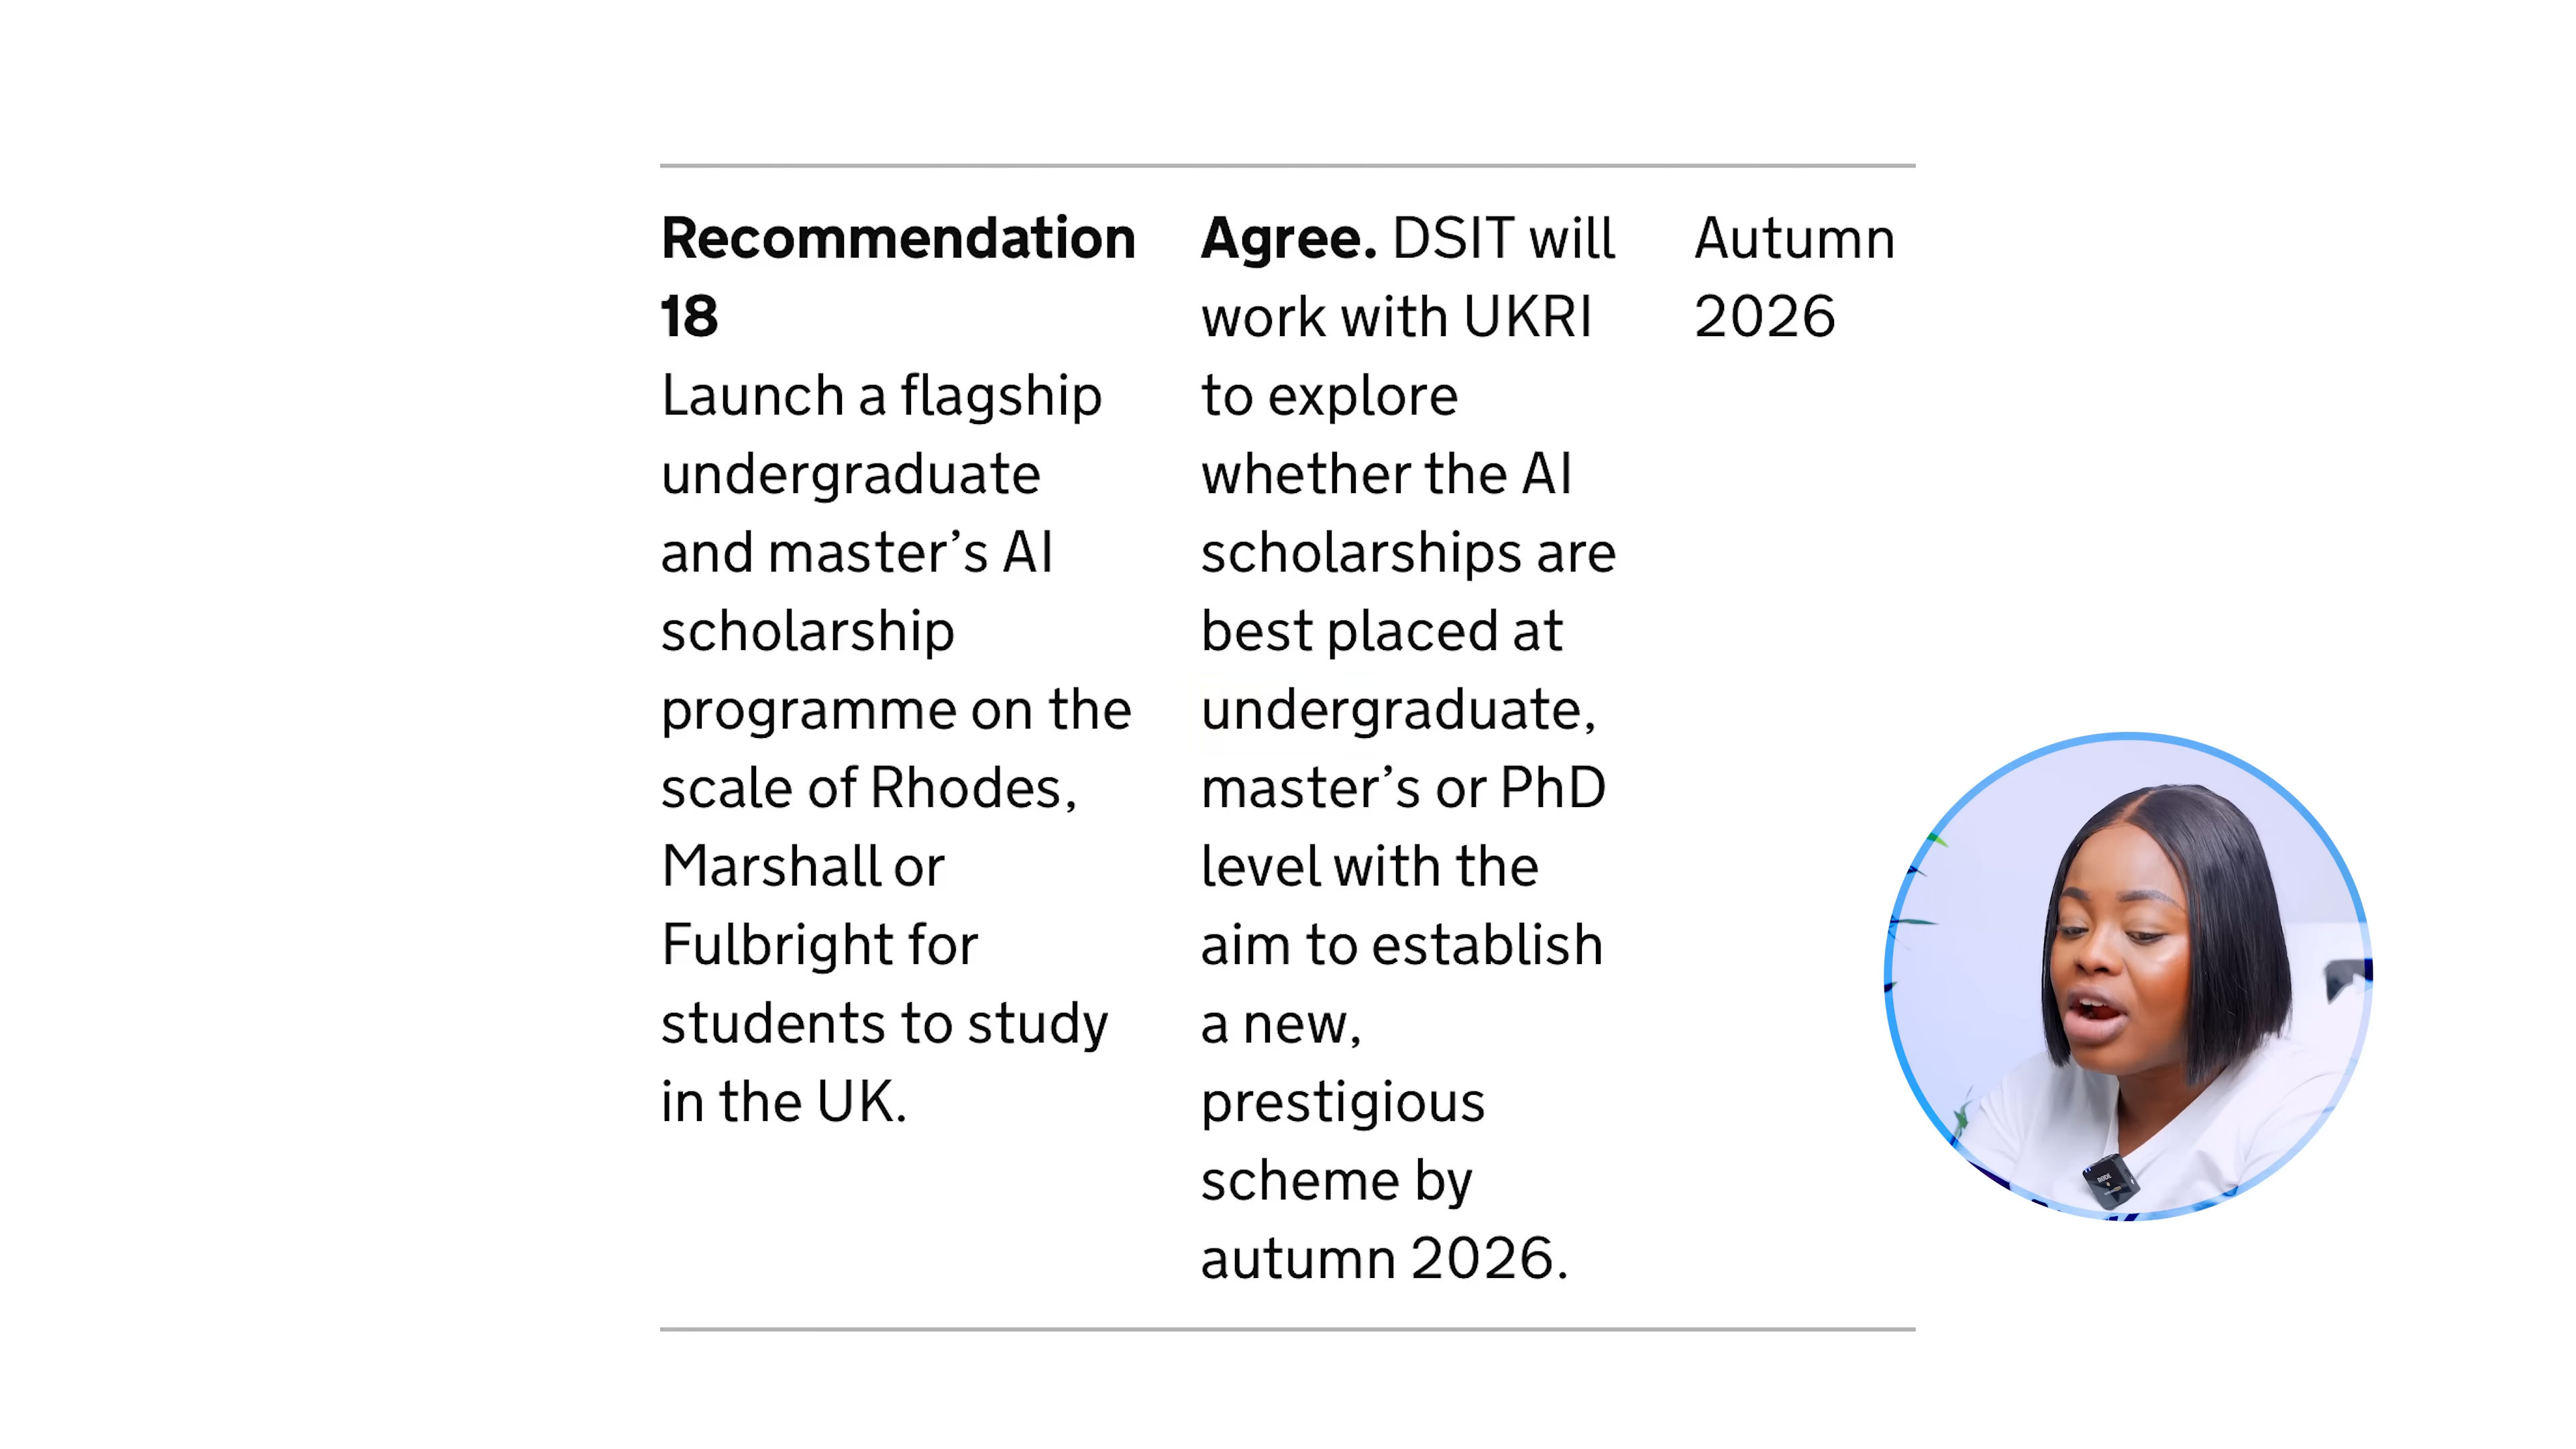 Recommendation
18
Launch a flagship
undergraduate
and master’s AI
scholarship
programme on the
scale of Rhodes,
Marshall or
Fulbright for
students to study
in the UK.
Agree. DSIT will
work with UKRI
to explore
whether the AI
scholarships are
best placed at
undergraduate,
master’s or PhD
level with the
aim to establish
a new,
prestigious
scheme by
autumn 2026.
Autumn
2026